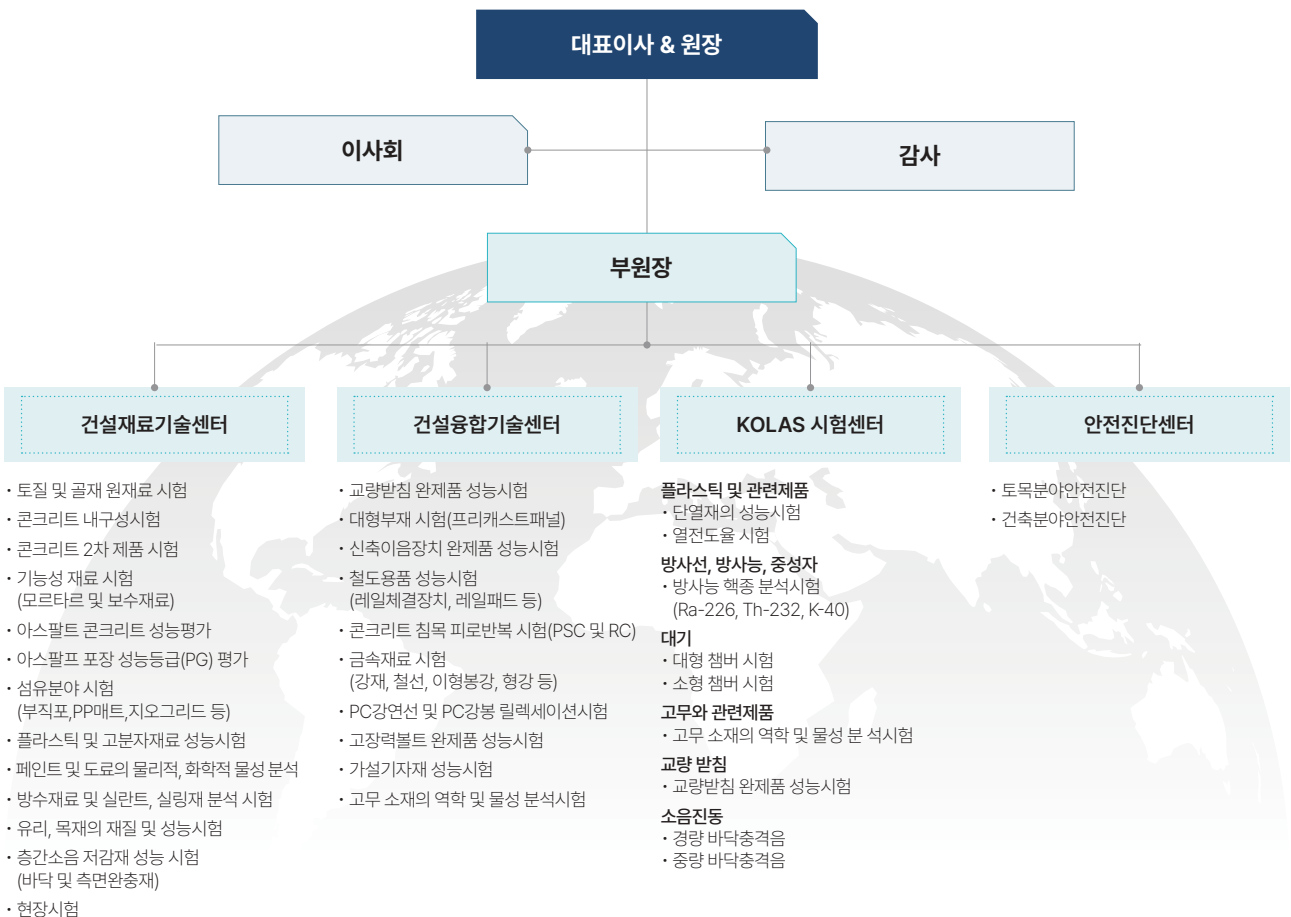 대표이사 & 원장
이사회
감사
부원장
건설재료기술센터
· 토질 및 골재 원재료 시험
· 콘크리트 내구성시험
· 콘크리트 2차 제품 시험
· 기능성 재료 시험
(모르타르 및 보수재료)
· 아스팔트 콘크리트 성능평가
· 아스팔프 포장 성능등급(PG) 평가
· 섬유분야 시험
(부직포,PP매트,지오그리드 등)
· 플라스틱 및 고분자재료 성능시험
· 페인트 및 도료의 물리적, 화학적 물성 분석
· 방수재료 및 실란트, 실링재 분석 시험
· 유리, 목재의 재질 및 성능시험
· 층간소음 저감재 성능 시험
(바닥 및 측면완충재)
· 현장시험
건설융합기술센터
· 교량받침 완제품 성능시험
· 대형부재 시험(프리캐스트패널)
· 신축이음장치 완제품 성능시험
· 철도용품 성능시험
(레일체결장치, 레일패드 등)
· 콘크리트 침목 피로반복 시험(PSC 및 RC)
· 금속재료 시험
(강재, 철선, 이형봉강, 형강 등)
· PC강연선 및 PC강봉 릴렉세이션시험
· 고장력볼트 완제품 성능시험
· 가설기자재 성능시험
· 고무 소재의 역학 및 물성 분석시험
KOLAS 시험센터
플라스틱 및 관련제품
· 단열재의 성능시험
· 열전도율 시험
방사선, 방사능, 중성자
· 방사능 핵종 분석시험
(Ra-226, Th-232, K-40)
대기
· 대형 챔버 시험
· 소형 챔버 시험
고무와 관련제품
· 고무 소재의 역학 및 물성 분 석시험
교량 받침
· 교량받침 완제품 성능시험
소음진동
· 경량 바닥충격음
· 중량 바닥충격음
안전진단센터
· 토목분야안전진단
· 건축분야안전진단